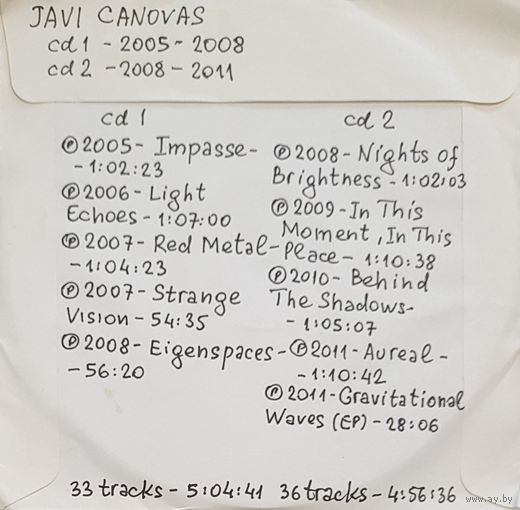 JAVI CANOVAS
cd 1 - 2005 - 2008
cd 2 - 2008 - 2011
cd 1
℗ 2005 - Impasse -
- 1:02:23
℗ 2006 - Light
Echoes - 1:07:00
℗ 2007 - Red Metal -
- 1:04:23
℗ 2007 - Strange
Vision - 54:35
℗ 2008 - Eigenspaces -
- 56:20
33 tracks - 5:04:41
cd 2
℗ 2008 - Nights of
Brightness - 1:02:03
℗ 2009 - In This
Moment, In This
Place - 1:10:38
℗ 2010 - Behind
The Shadows -
- 1:05:07
℗ 2011 - Aureal -
- 1:10:42
℗ 2011 - Gravitational
Waves (EP) - 28:06
36 tracks - 4:56:36
www.ay.by